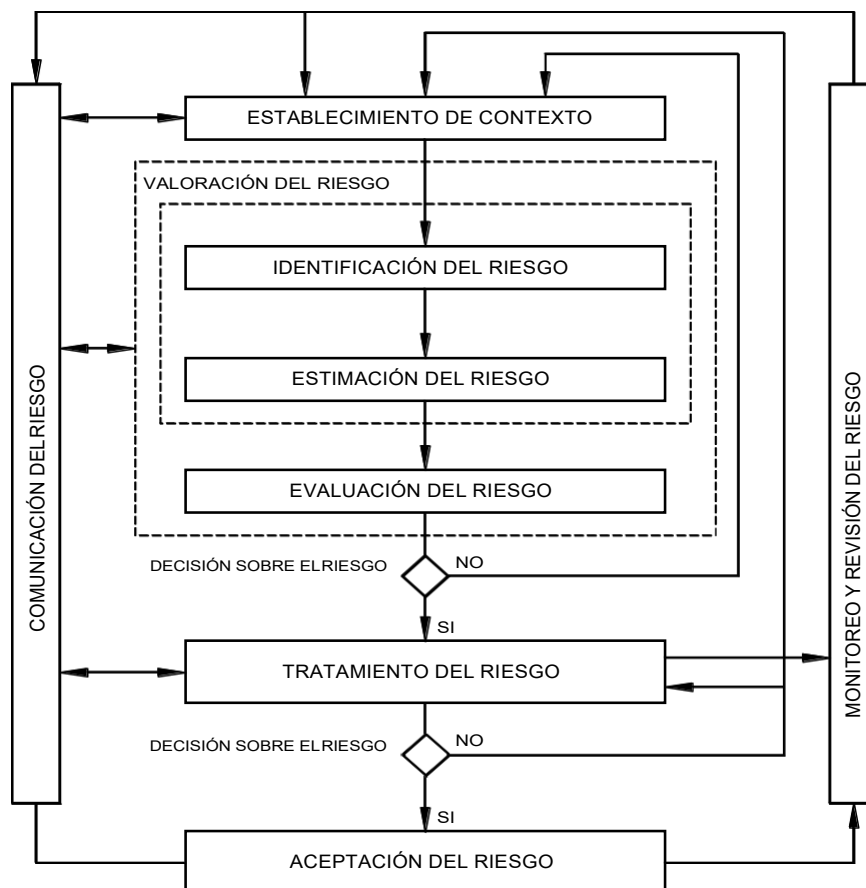 ESTABLECIMIENTO DE CONTEXTO
VALORACIÓN DEL RIESGO
IDENTIFICACIÓN DEL RIESGO
ESTIMACIÓN DEL RIESGO
EVALUACIÓN DEL RIESGO
DECISIÓN SOBRE ELRIESGO
NO
SI
TRATAMIENTO DEL RIESGO
DECISIÓN SOBRE ELRIESGO
NO
SI
ACEPTACIÓN DEL RIESGO
COMUNICACIÓN DELRIESGO
MONITOREO Y REVISIÓN DEL RIESGO